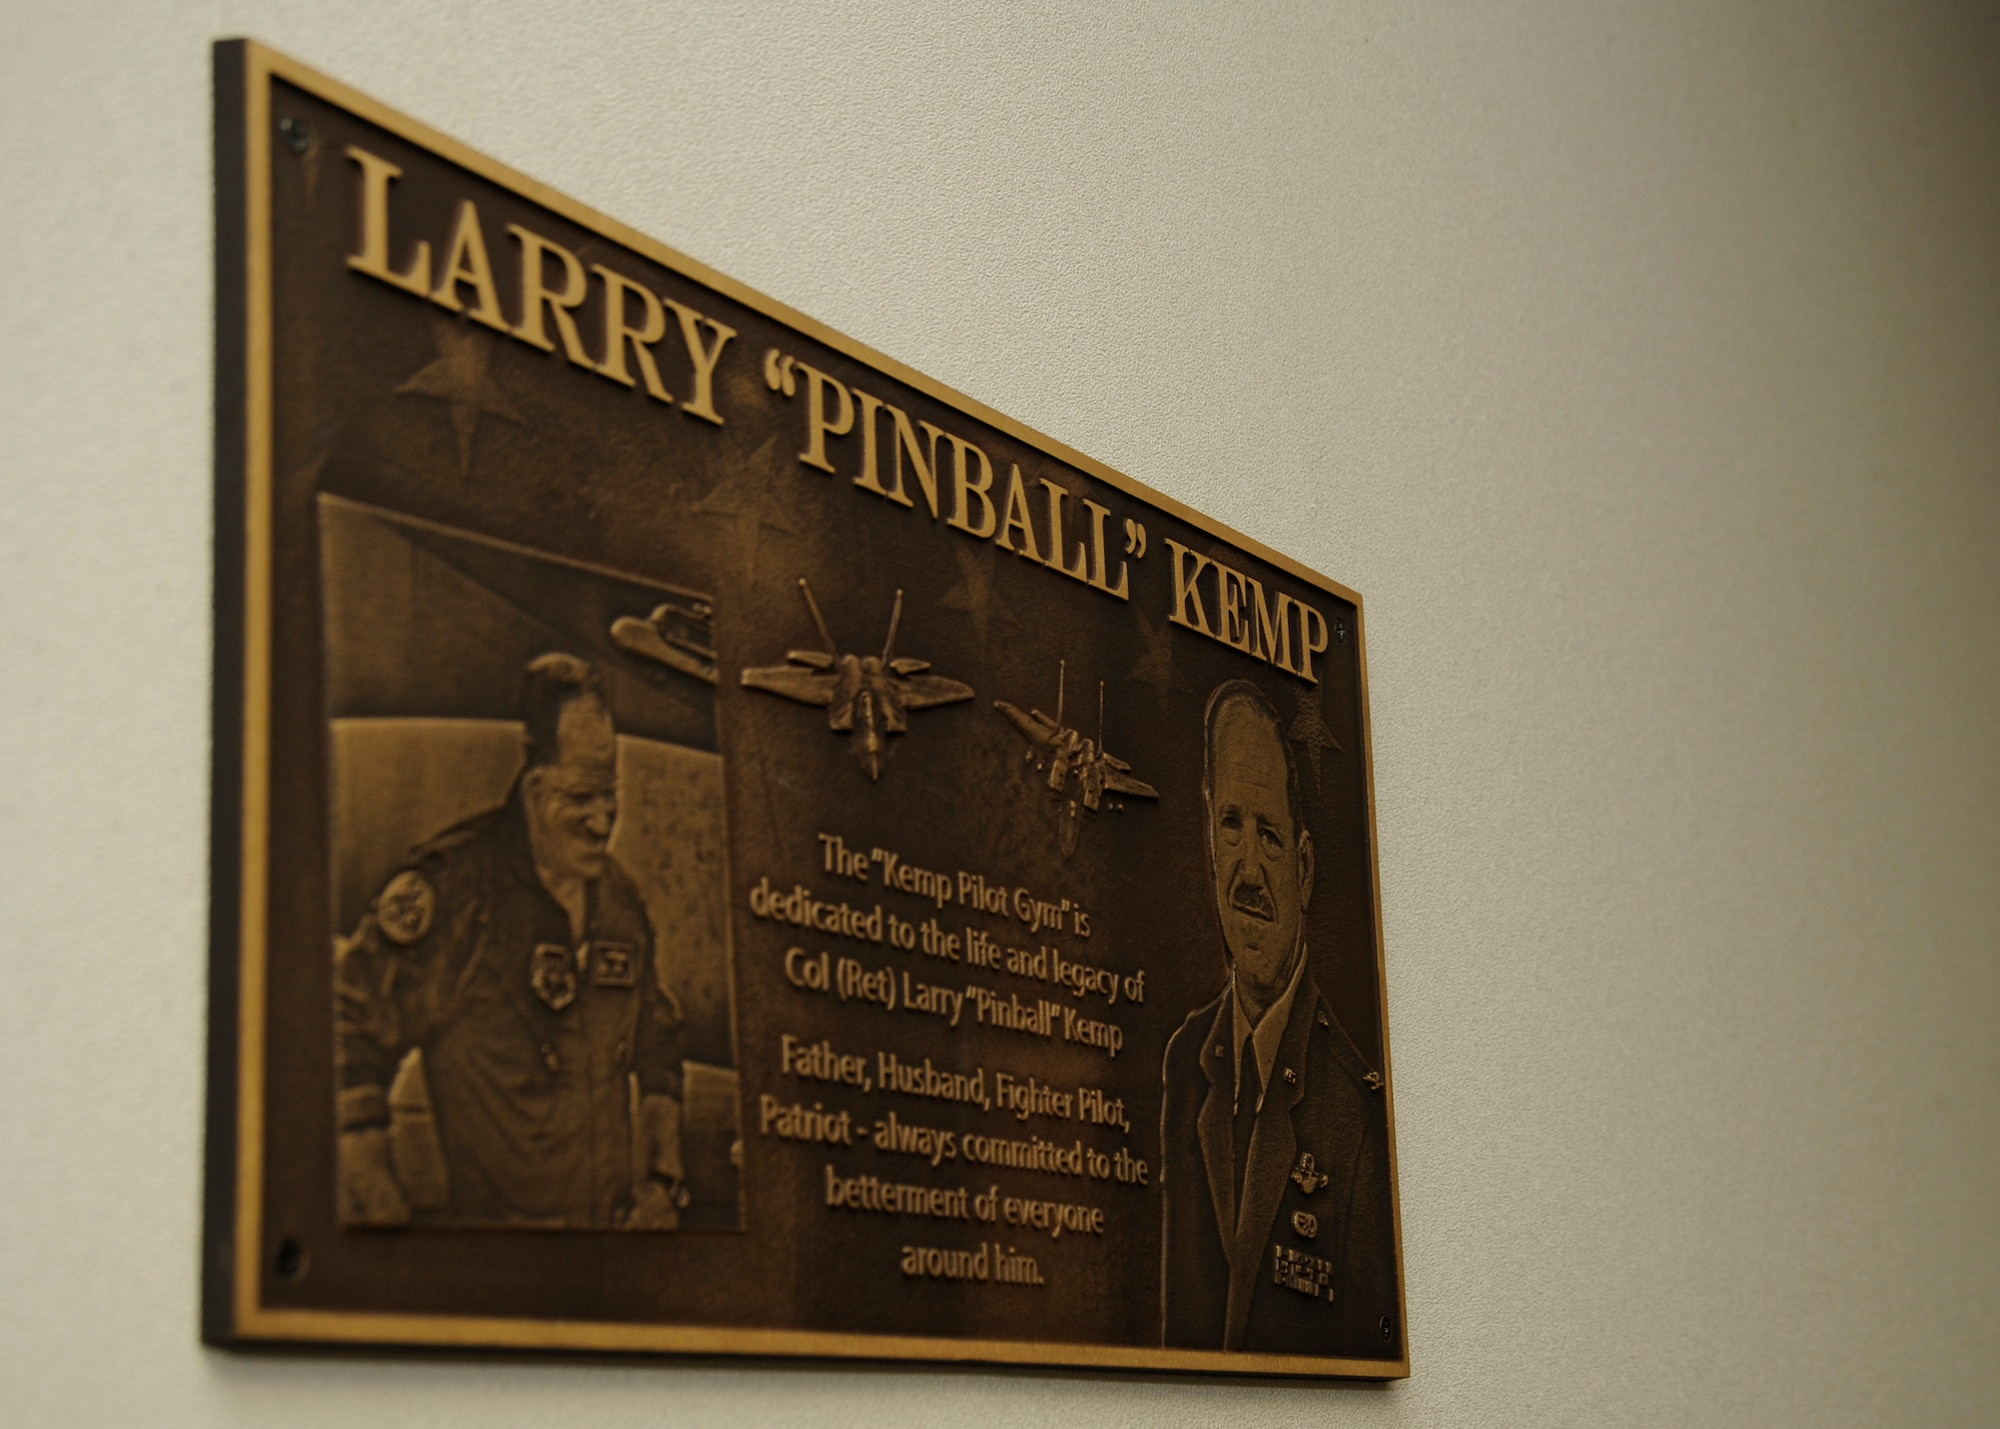 LARRY “PINBALL” KEMP
The "Kemp Pilot Gym" is
dedicated to the life and legacy of
Col (Ret) Larry "Pinball" Kemp
Father, Husband, Fighter Pilot,
Patriot - always committed to the
betterment of everyone
around him.